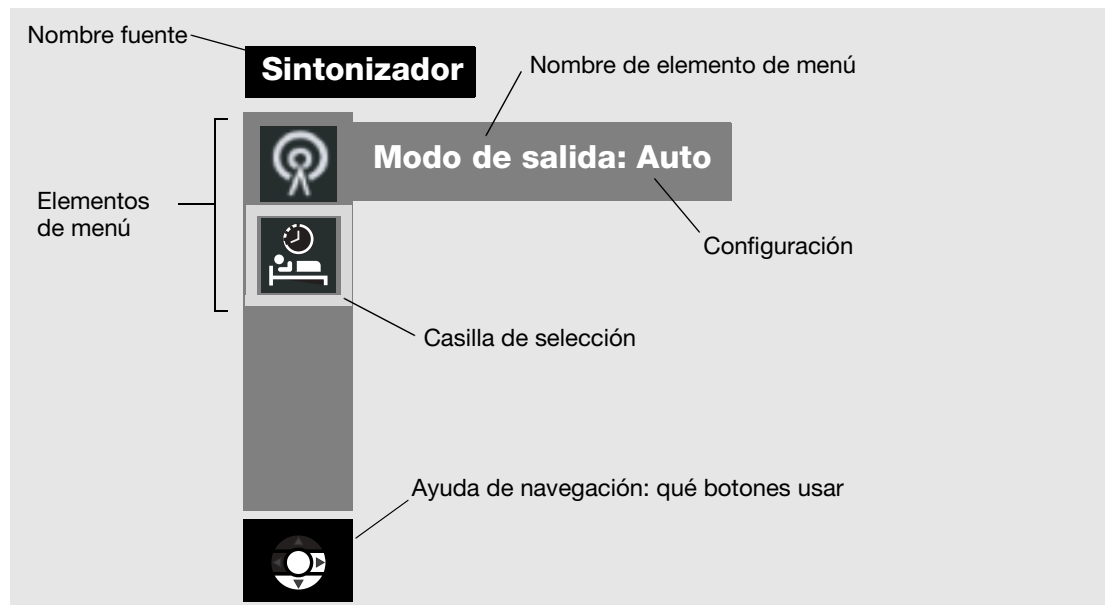 Nombre fuente
Sintonizador
Nombre de elemento de menú
Modo de salida: Auto
Elementos
de menú
Configuración
Casilla de selección
Ayuda de navegación: qué botones usar